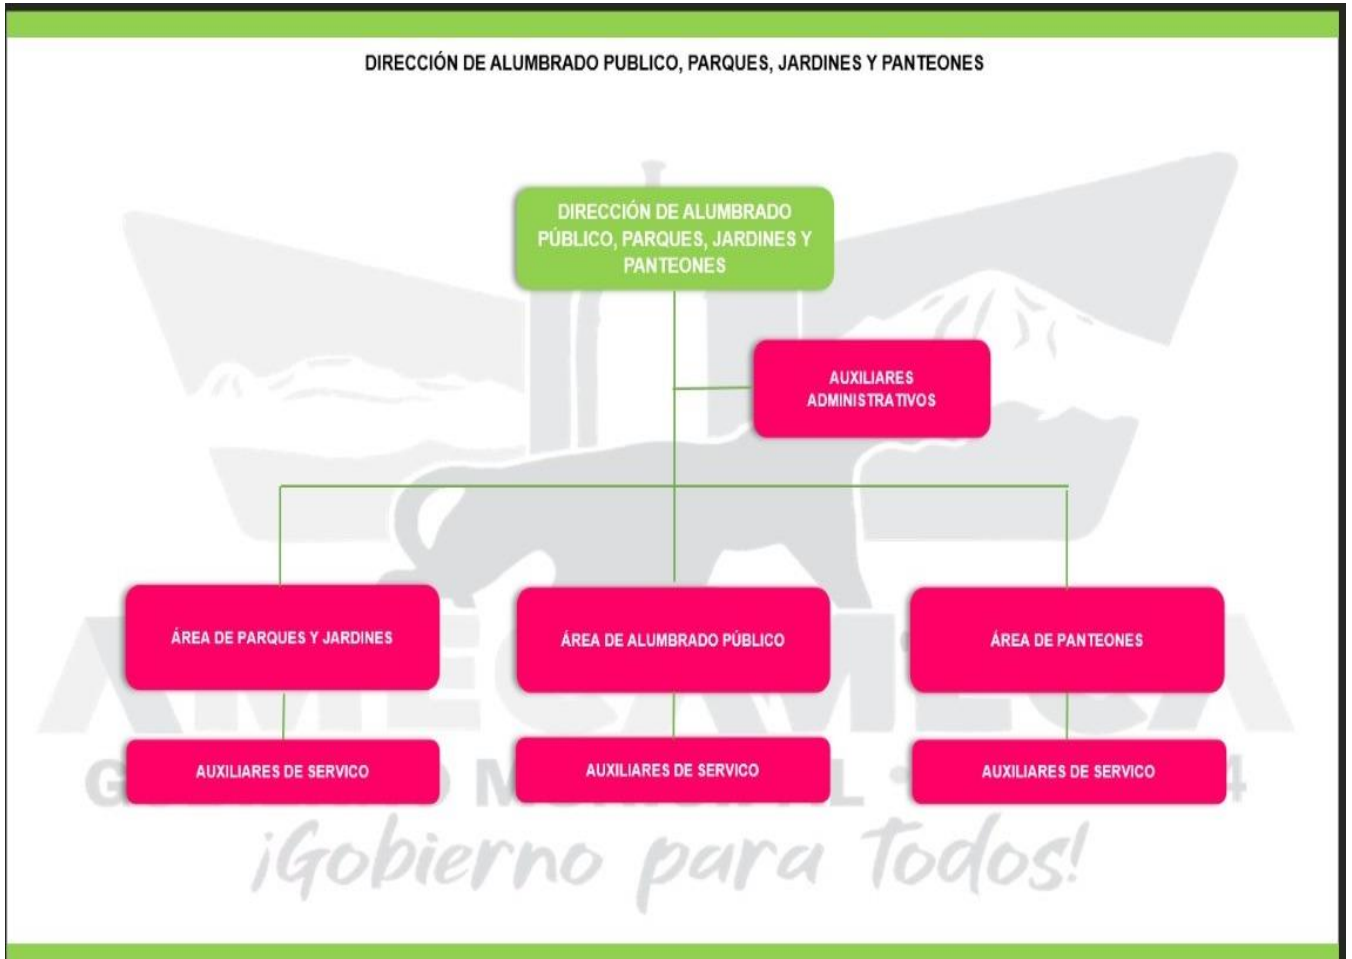 DIRECCIÓN DE ALUMBRADO PUBLICO, PARQUES, JARDINES Y PANTEONES
DIRECCIÓN DE ALUMBRADO
PÚBLICO, PARQUES, JARDINES Y
PANTEONES
AUXILIARES
ADMINISTRATIVOS
ÁREA DE PARQUES Y JARDINES
ÁREA DE ALUMBRADO PÚBLICO
ÁREA DE PANTEONES
AUXILIARES DE SERVICO
AUXILIARES DE SERVICO
AUXILIARES DE SERVICO
AMECAMECA
¡Gobierno para Todos!